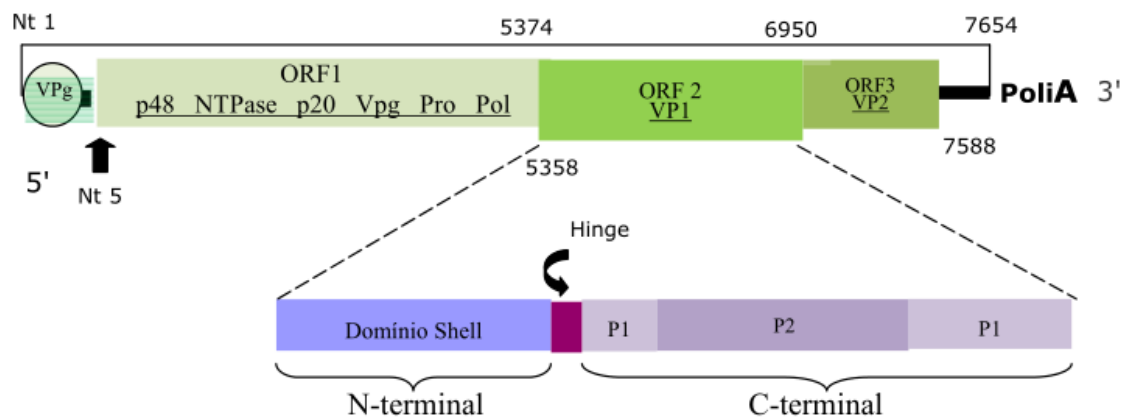 Nt 1
5374
6950
7654
VPg
ORF1
p48 NTPase p20 Vpg Pro Pol
ORF 2
VP1
ORF3
VP2
PoliA 3'
5'
Nt 5
5358
7588
Hinge
Domínio Shell
P1
P2
P1
N-terminal
C-terminal